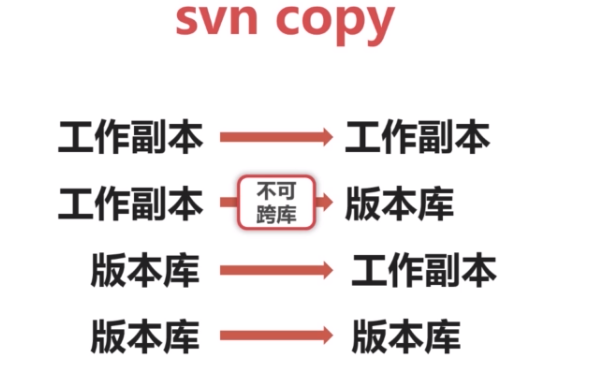 svn copy
工作副本 工作副本
工作副本 不可 版本库
跨库
版本库 工作副本
版本库 版本库